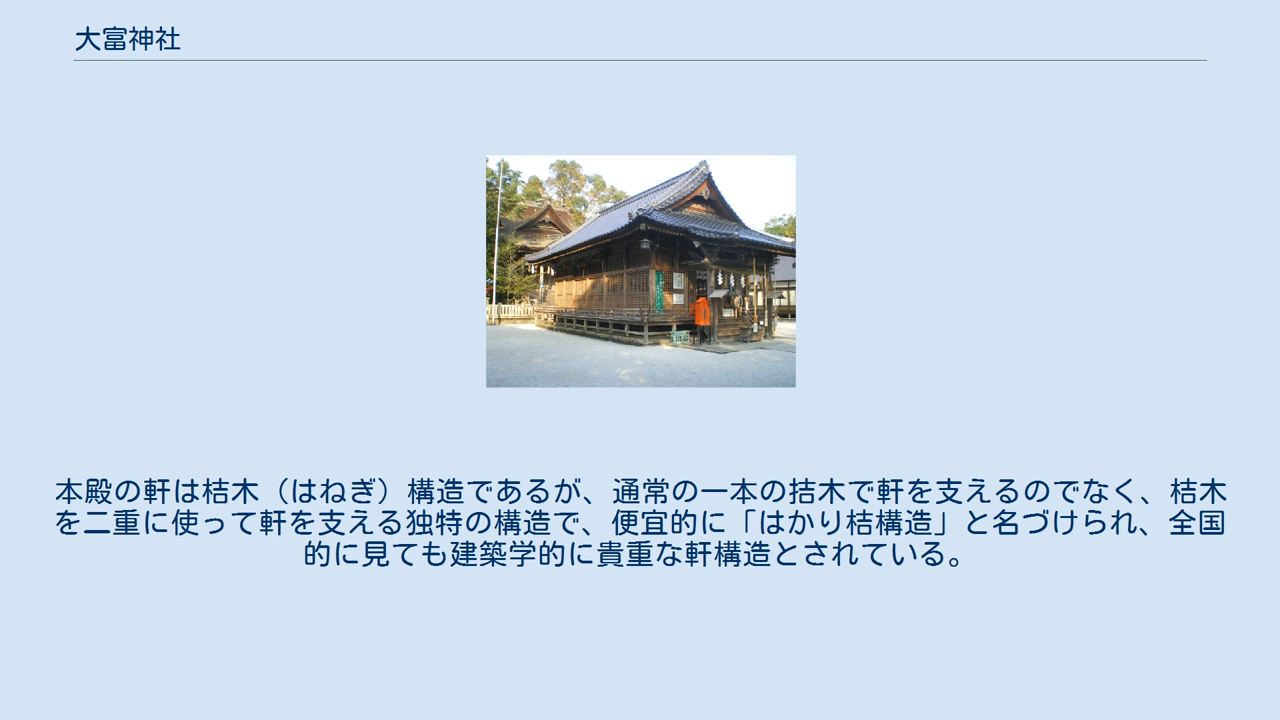 大富神社
本殿の軒は桔木（はねぎ）構造であるが、通常の一本の拮木で軒を支えるのでなく、桔木
を二重に使って軒を支える独特の構造で、便宜的に「はかり桔構造」と名づけられ、全国
的に見ても建築学的に貴重な軒構造とされている。